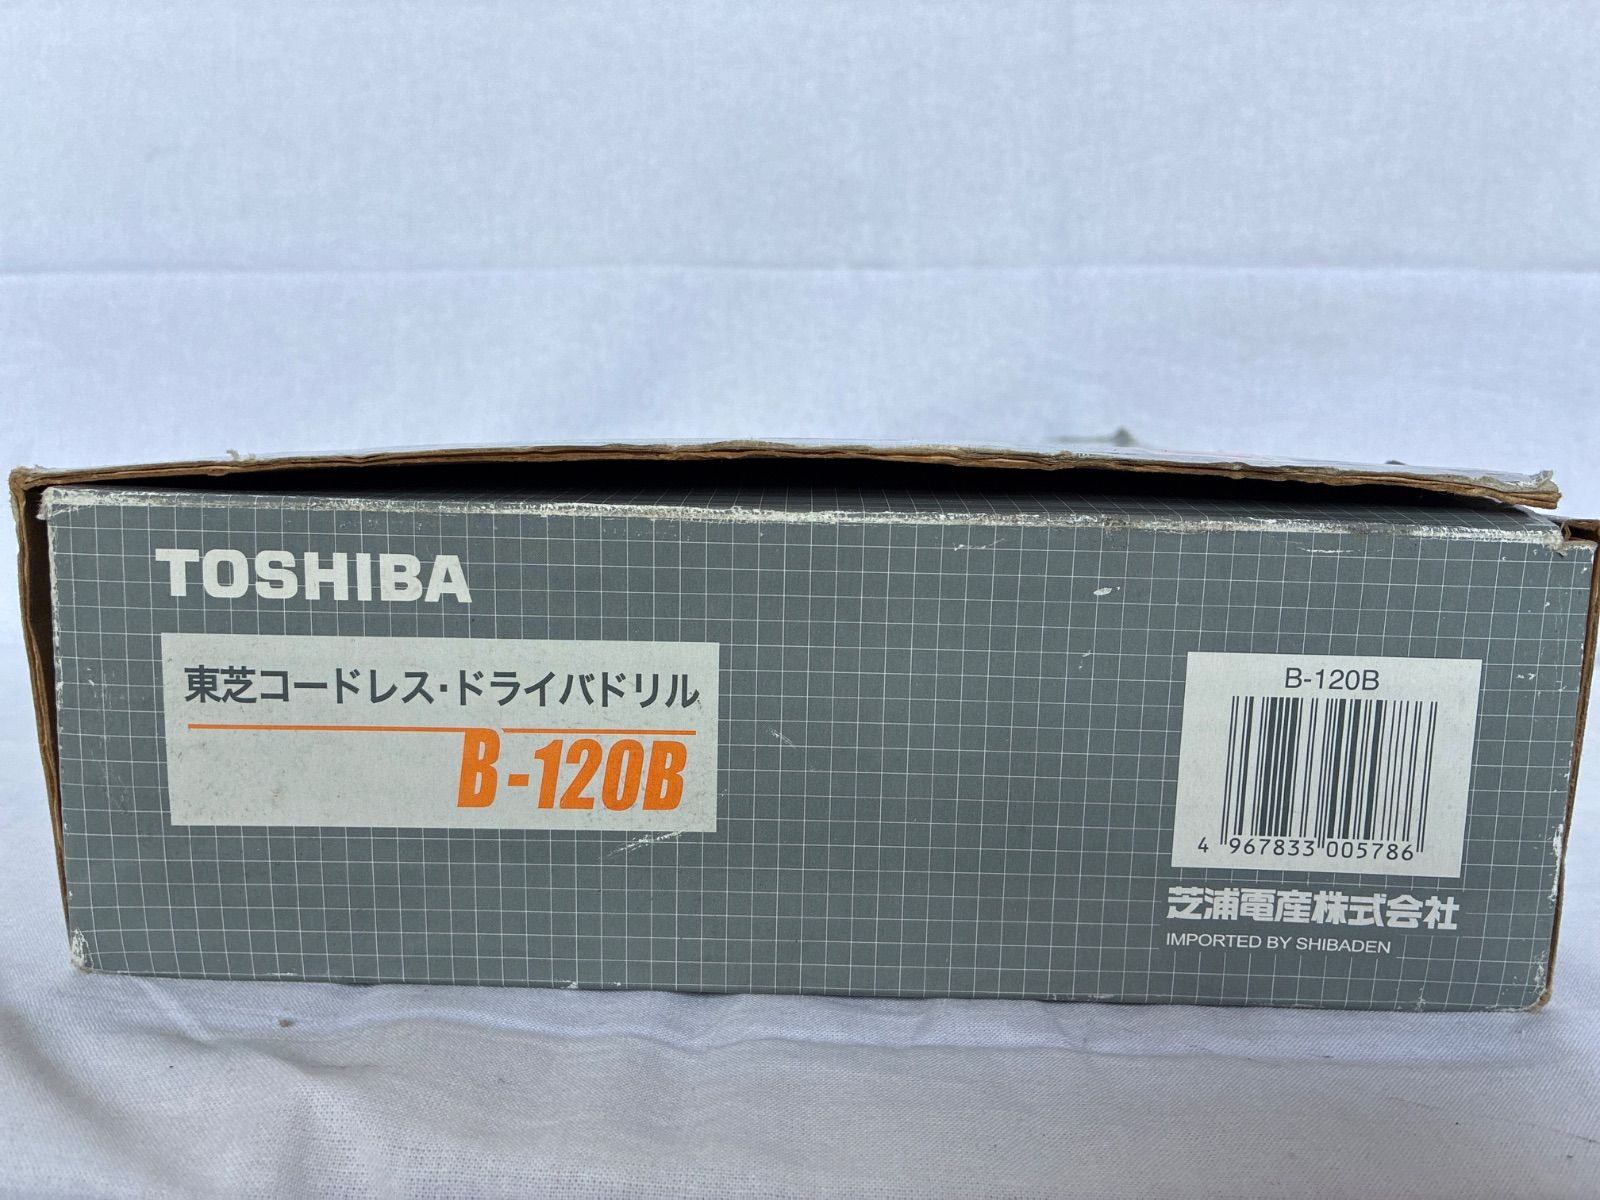 TOSHIBA
東芝コードレス・ドライバドリル
B-120B
B-120B
4 967833 005786
芝浦電産株式会社
IMPORTED BY SHIBADEN